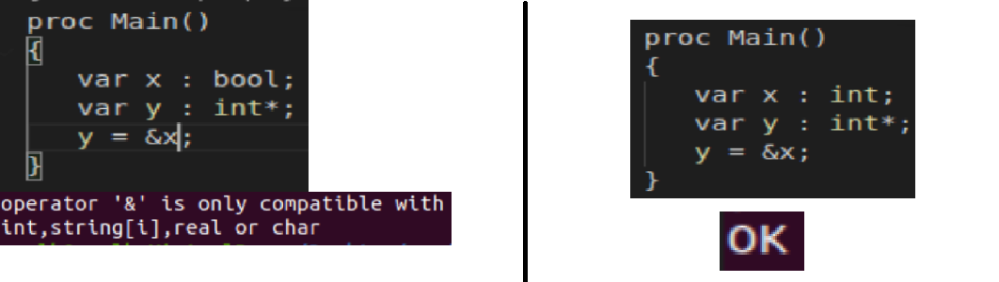 proc Main()
{
var x : bool;
var y : int*;
y = &x;
}
operator '&' is only compatible with
int,string[i],real or char
proc Main()
{
var x : int;
var y : int*;
y = &x;
}
OK